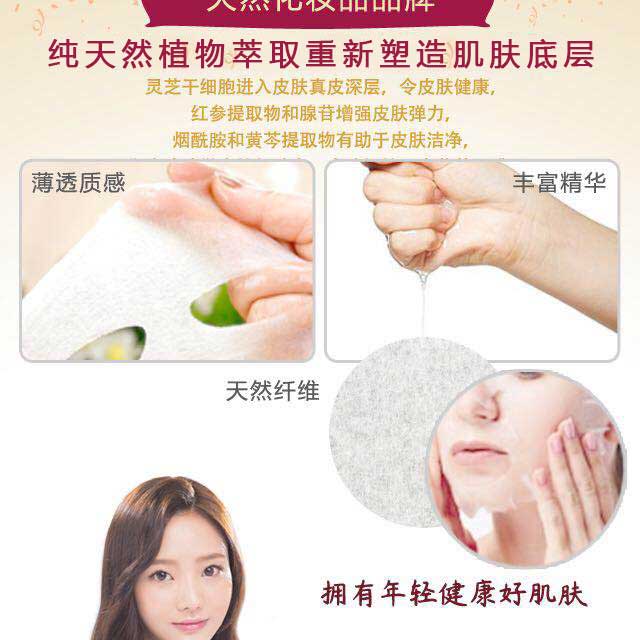 天然化妆品品牌
纯天然植物萃取重新塑造肌肤底层
灵芝干细胞进入皮肤真皮深层，令皮肤健康，
红参提取物和腺苷增强皮肤弹力，
烟酰胺和黄芩提取物有助于皮肤洁净，
薄透质感
丰富精华
天然纤维
拥有年轻健康好肌肤